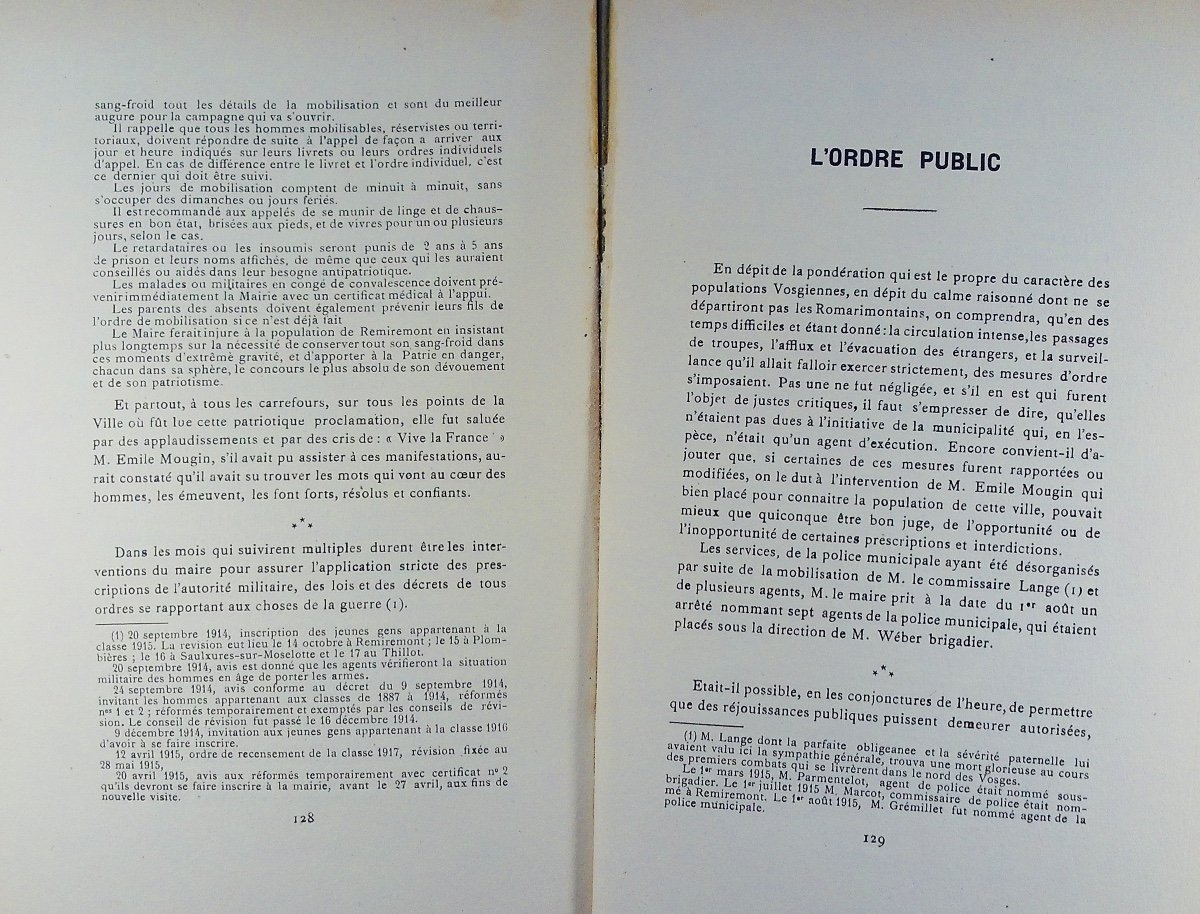 sang-froid tout les détails de la mobilisation et sont du meilleur
augure pour la campagne qui va s'ouvrir.
Il rappelle que tous les hommes mobilisables, réservistes ou terri-
toriaux, doivent répondre de suite à l'appel de façon a arriver aux
jour et heure indiqués sur leurs livrets ou leurs ordres individuels
d'appel. En cas de différence entre le livret et l'ordre individuel, c'est
ce dernier qui doit être suivi.
Les jours de mobilisation comptent de minuit à minuit, sans
s'occuper des dimanches ou jours fériés.
Il est recommandé aux appelés de se munir de linge et de chaus-
sures en bon état, brisées aux pieds, et de vivres pour un ou plusieurs
jours, selon le cas.
Le retardataires ou les insoumis seront punis de 2 ans à 5 ans
de prison et leurs noms affichés, de même que ceux qui les auraient
conseillés ou aidés dans leur besogne antipatriotique.
Les malades ou militaires en congé de convalescence doivent pré-
venir immédiatement la Mairie avec un certificat médical à l'appui.
Les parents des absents doivent également prévenir leurs fils de
l'ordre de mobilisation si ce n'est déjà fait
Le Maire ferait injure à la population de Remiremont en insistant
plus longtemps sur la nécessité de conserver tout son sang-froid dans
ces moments d'extrêmè gravité, et d'apporter à la Patrie en danger,
chacun dans sa sphère, le concours le plus absolu de son dévouement
et de son patriotisme.
Et partout, à tous les carrefours, sur tous les points de la
Ville où fût lue cette patriotique proclamation, elle fut saluée
par des applaudissements et par des cris de : « Vive la France ' »
M. Emile Mougin, s'il avait pu assister à ces manifestations, au-
rait constaté qu'il avait su trouver les mots qui vont au cœur des
hommes, les émeuvent, les font forts, résolus et confiants.
***
Dans les mois qui suivirent multiples durent être les inter-
ventions du maire pour assurer l'application stricte des pres-
criptions de l'autorité militaire, des lois et des décrets de tous
ordres se rapportant aux choses de la guerre (1).
(1) 20 septembre 1914, inscription des jeunes gens appartenant à la
classe 1915. La revision eut lieu le 14 octobre à Remiremont ; le 15 à Plom-
bières ; le 16 à Saulxures-sur-Moselotte et le 17 au Thillot.
20 septembre 1914, avis est donné que les agents vérifieront la situation
militaire des hommes en âge de porter les armes.
24 septembre 1914, avis conforme au décret du 9 septembre 1914,
invitant les hommes appartenant aux classes de 1887 à 1914, réformés
nos 1 et 2 ; réformés temporairement et exemptés par les conseils de révi-
sion. Le conseil de révision fut passé le 16 décembre 1914.
9 décembre 1914, invitation aux jeunes gens appartenant à la classe 1916
d'avoir à se faire inscrire.
12 avril 1915, ordre de recensement de la classe 1917, révision fixée au
28 mai 1915,
20 avril 1915, avis aux réformés temporairement avec certificat n° 2
qu'ils devront se faire inscrire à la mairie, avant le 27 avril, aux fins de
nouvelle visite.
128
L'ORDRE PUBLIC
En dépit de la pondération qui est le propre du caractère des
populations Vosgiennes, en dépit du calme raisonné dont ne se
départiront pas les Romarimontains, on comprendra, qu'en des
temps difficiles et étant donné : la circulation intense, les passages
de troupes, l'afflux et l'évacuation des étrangers, et la surveil-
lance qu'il allait falloir exercer strictement, des mesures d'ordre
s'imposaient. Pas une ne fut négligée, et s'il en est qui furent
l'objet de justes critiques, il faut s'empresser de dire, qu'elles
n'étaient pas dues à l'initiative de la municipalité qui, en l'es-
pèce, n'était qu'un agent d'exécution. Encore convient-il d'a-
jouter que, si certaines de ces mesures furent rapportées ou
modifiées, on le dut à l'intervention de M. Emile Mougin qui
bien placé pour connaitre la population de cette ville, pouvait
mieux que quiconque être bon juge, de l'opportunité ou de
l'inopportunité de certaines prescriptions et interdictions.
Les services, de la police municipale ayant été désorganisés
par suite de la mobilisation de M. le commissaire Lange (1) et
de plusieurs agents, M. le maire prit à la date du 1er août un
arrêté nommant sept agents de la police municipale, qui étaient
placés sous la direction de M. Wéber brigadier.
***
Etait-il possible, en les conjonctures de l'heure, de permettre
que des réjouissances publiques puissent demeurer autorisées,
(1) M. Lange dont la parfaite obligeanee et la sévérité paternelle lui
avaient valu ici la sympathie générale, trouva une mort glorieuse au cours
des premiers combats qui se livrèrent dans le nord des Vosges.
Le 1er mars 1915, M. Parmentelot, agent de police était nommé sous-
brigadier. Le 1er juillet 1915 M. Marcot, commissaire de police était nom-
mé à Remiremont. Le 1er août 1915, M. Grémillet fut nommé agent de la
police municipale.
129